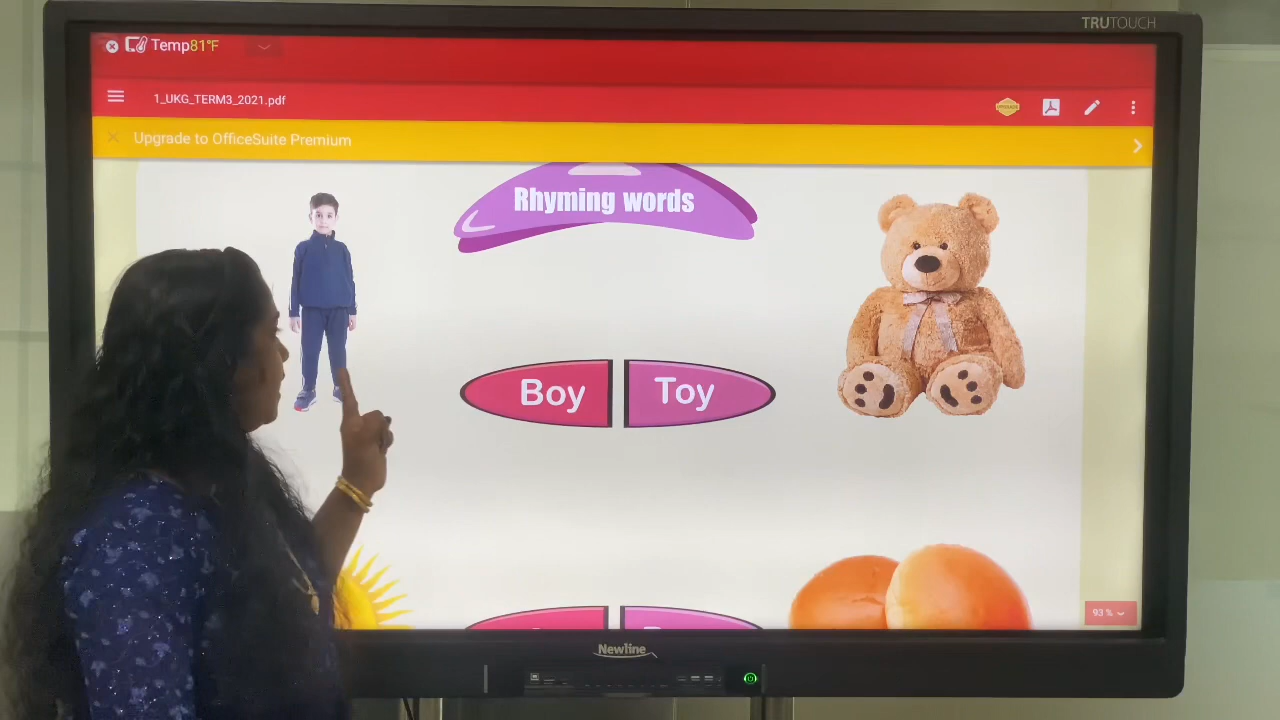 TRUTOUCH
Temp81°F
1_UKG_TERM3_2021.pdf
Upgrade to OfficeSuite Premium
Rhyming words
Boy Toy
93 %
Newline